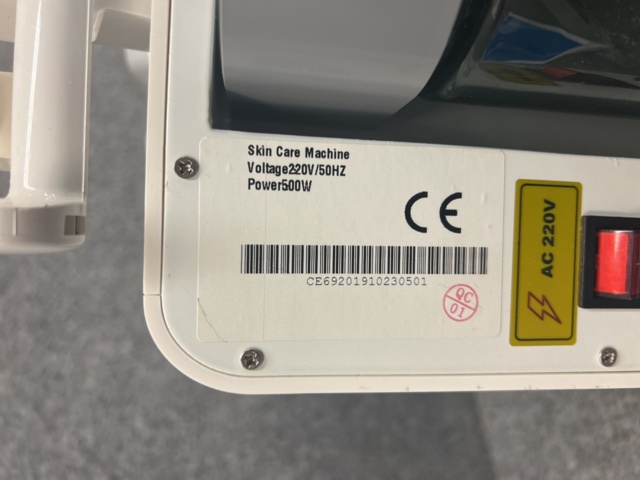 Skin Care Machine
Voltage220V/50HZ
Power500W
CE
CE69201910230501
QC
01
AC 220V